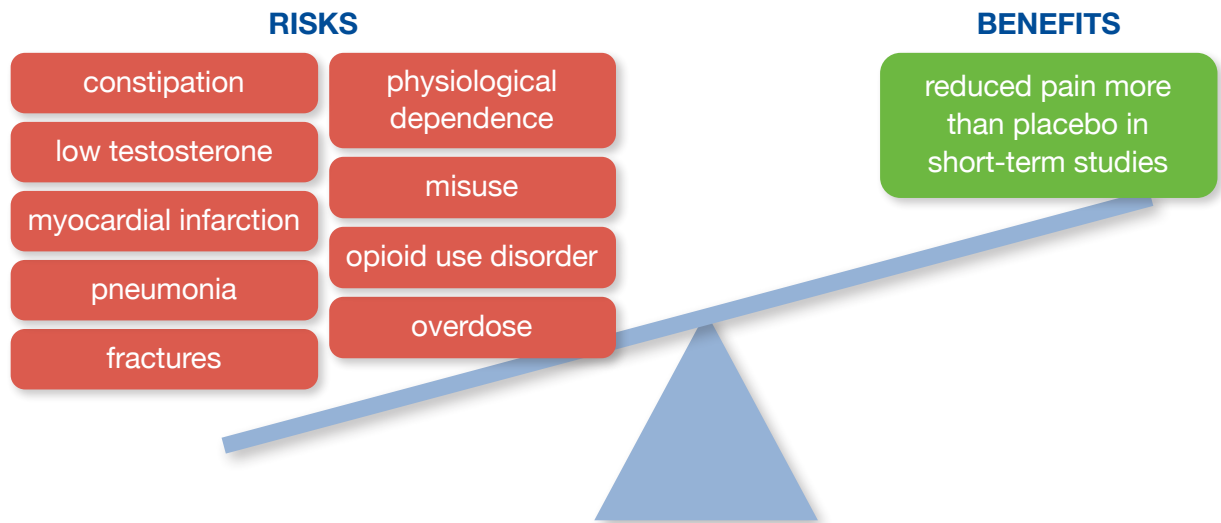 RISKS
constipation
low testosterone
myocardial infarction
pneumonia
fractures
physiological
dependence
misuse
opioid use disorder
overdose
BENEFITS
reduced pain more
than placebo in
short-term studies